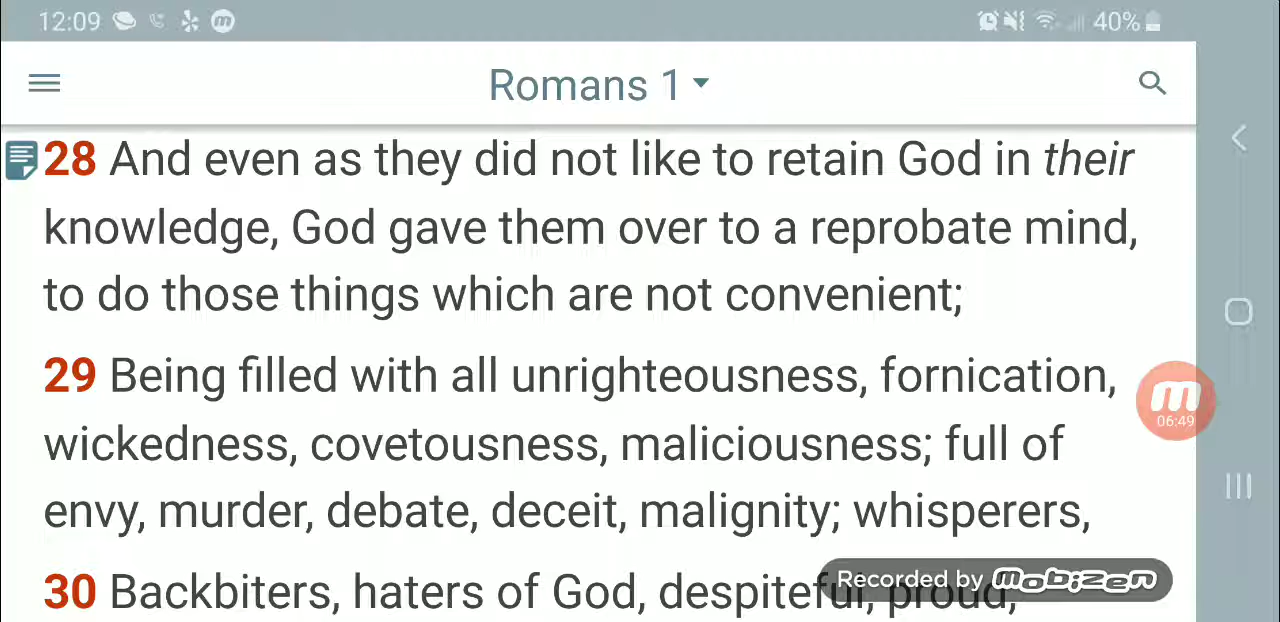 12:09 m 40%
Romans 1
28 And even as they did not like to retain God in their
knowledge, God gave them over to a reprobate mind,
to do those things which are not convenient;
29 Being filled with all unrighteousness, fornication,
m
06:49
wickedness, covetousness, maliciousness; full of
envy, murder, debate, deceit, malignity; whisperers,
30 Backbiters, haters of God, despiteful, proud,
Recorded by mobizen